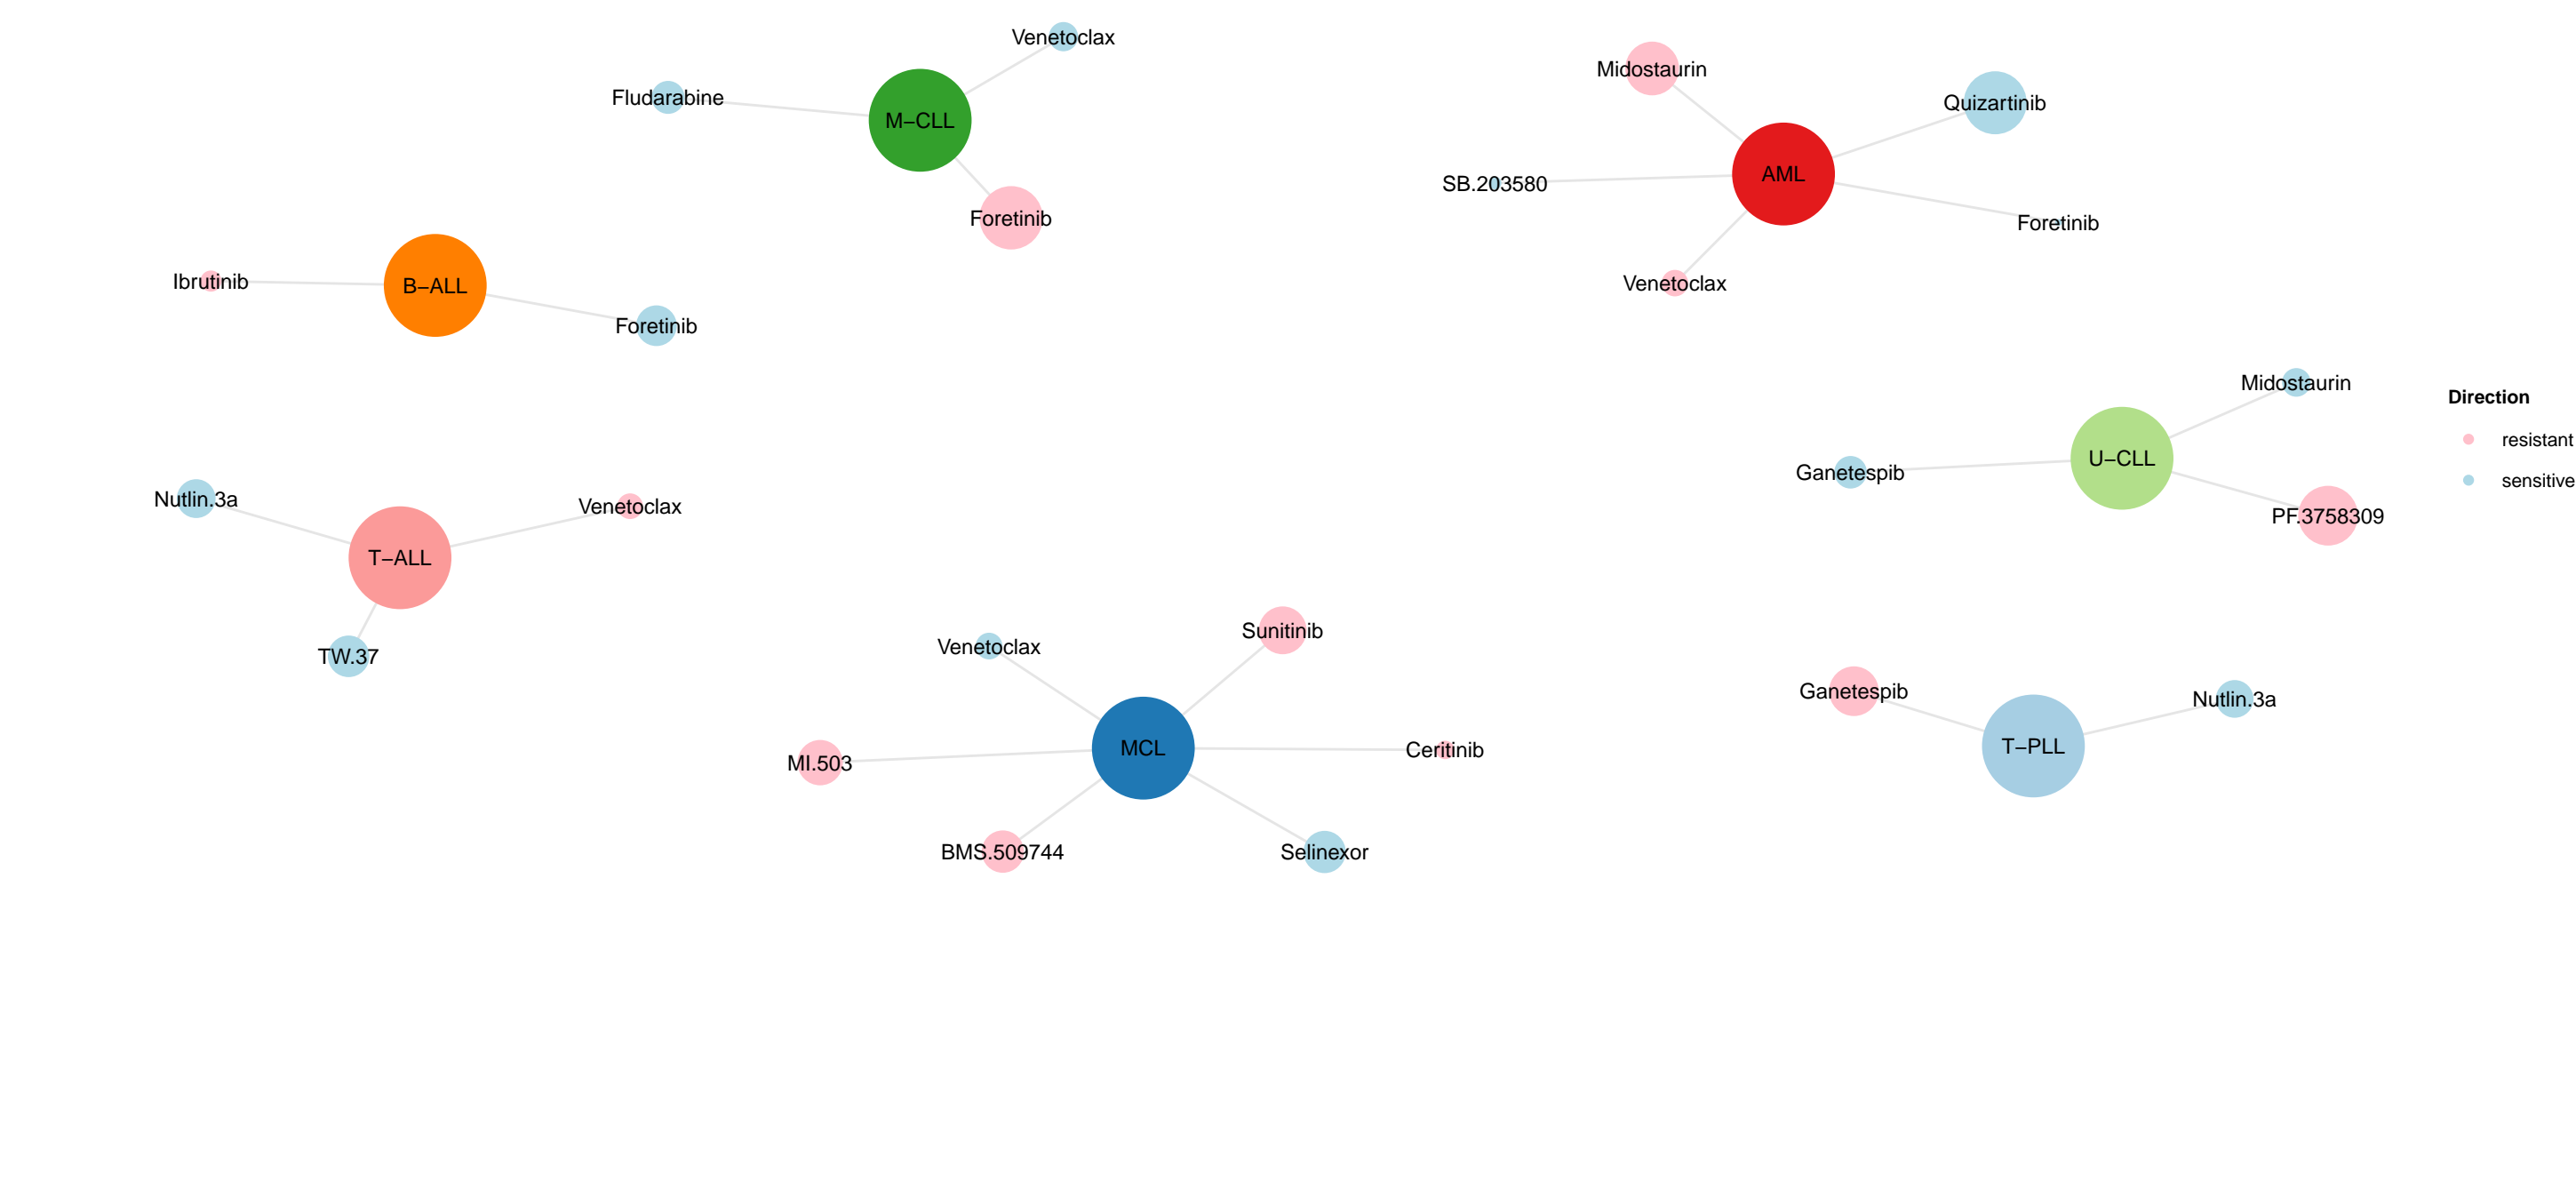 Venetoclax
Fludarabine
M−CLL
Foretinib
Midostaurin
Quizartinib
AML
SB.203580
Foretinib
Venetoclax
Ibrutinib
B−ALL
Foretinib
Midostaurin
U−CLL
Ganetespib
PF.3758309
Direction
resistant
sensitive
Nutlin.3a
Venetoclax
T−ALL
TW.37
Venetoclax
Sunitinib
MCL
MI.503
Ceritinib
BMS.509744
Selinexor
Ganetespib
Nutlin.3a
T−PLL